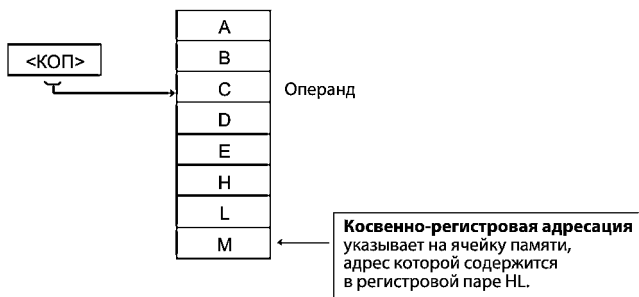 A
B
<КОП>
C
Операнд
D
E
H
L
M
Косвенно-регистровая адресация
указывает на ячейку памяти,
адрес которой содержится
в регистровой паре HL.